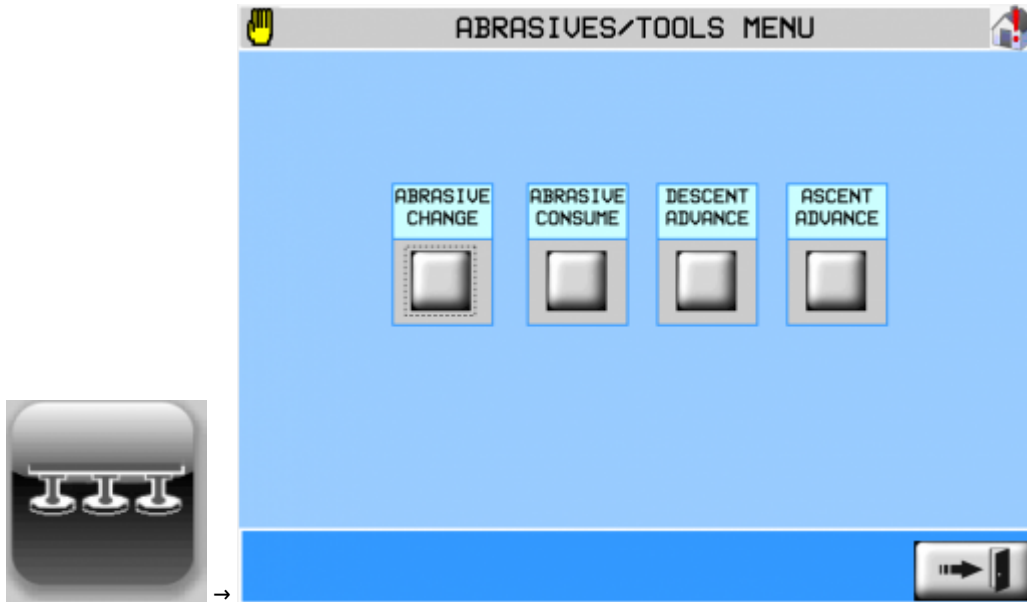 ABRASIVES/TOOLS MENU
ABRASIVE
CHANGE
ABRASIVE
CONSUME
DESCENT
ADVANCE
ASCENT
ADVANCE
→